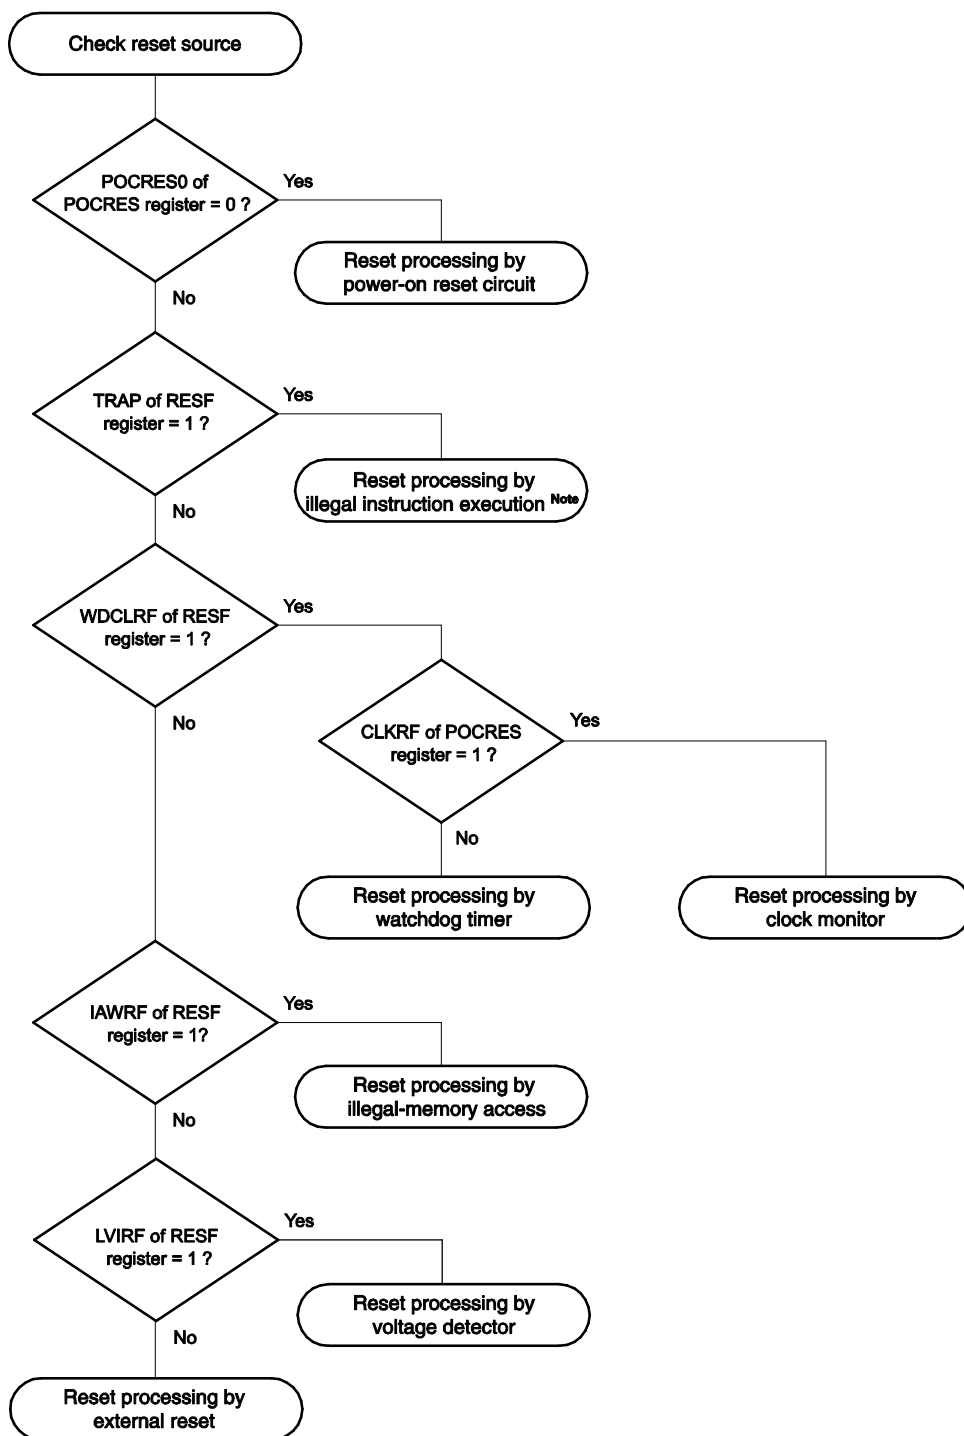 Check reset source
POCRES0 of
POCRES register = 0 ?
Yes
Reset processing by
power-on reset circuit
No
TRAP of RESF
register = 1 ?
Yes
Reset processing by
illegal instruction execution Note
No
WDCLRF of RESF
register = 1 ?
Yes
No
CLKRF of POCRES
register = 1 ?
Yes
No
Reset processing by
watchdog timer
Reset processing by
clock monitor
IAWRF of RESF
register = 1?
Yes
Reset processing by
illegal-memory access
No
LVIRF of RESF
register = 1 ?
Yes
Reset processing by
voltage detector
No
Reset processing by
external reset